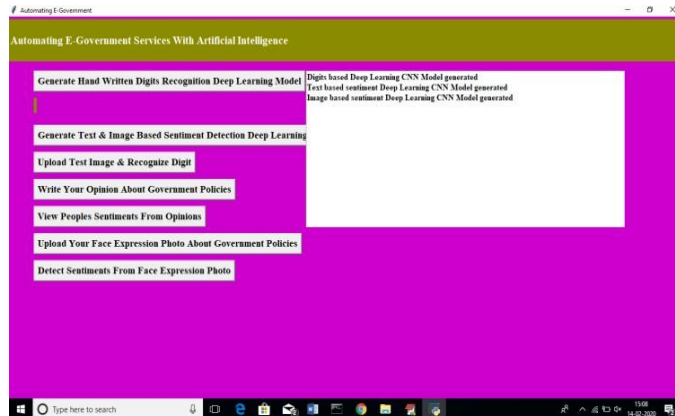 Automating E-Government
Automating E-Government Services With Artificial Intelligence
Generate Hand Written Digits Recognition Deep Learning Model
Digits based Deep Learning CNN Model generated
Text based sentiment Deep Learning CNN Model generated
Image based sentiment Deep Learning CNN Model generated
Generate Text & Image Based Sentiment Detection Deep Learning
Upload Test Image & Recognize Digit
Write Your Opinion About Government Policies
View Peoples Sentiments From Opinions
Upload Your Face Expression Photo About Government Policies
Detect Sentiments From Face Expression Photo
Type here to search
15:08
14-02-2020